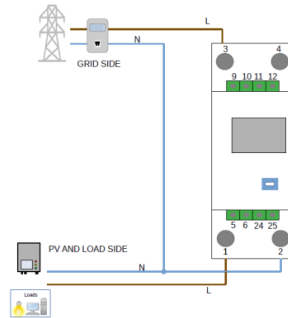 L
N
GRID SIDE
3 4
9 10 11 12
5 6 24 25
1 2
PV AND LOAD SIDE
N
L
Loads